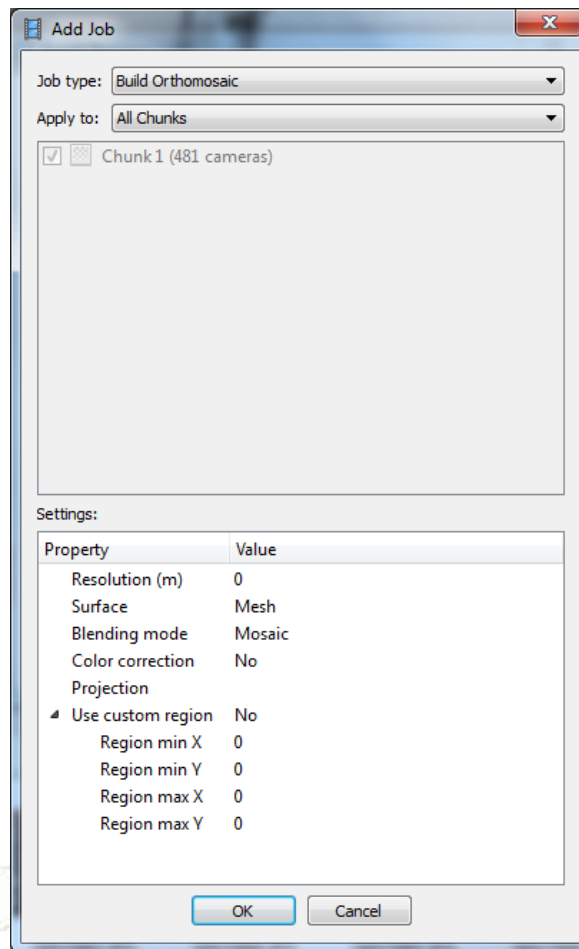 Add Job
Job type: Build Orthomosaic
Apply to: All Chunks
Chunk 1 (481 cameras)
Settings:
Property Value
Resolution (m) 0
Surface Mesh
Blending mode Mosaic
Color correction No
Projection
Use custom region No
Region min X 0
Region min Y 0
Region max X 0
Region max Y 0
OK Cancel